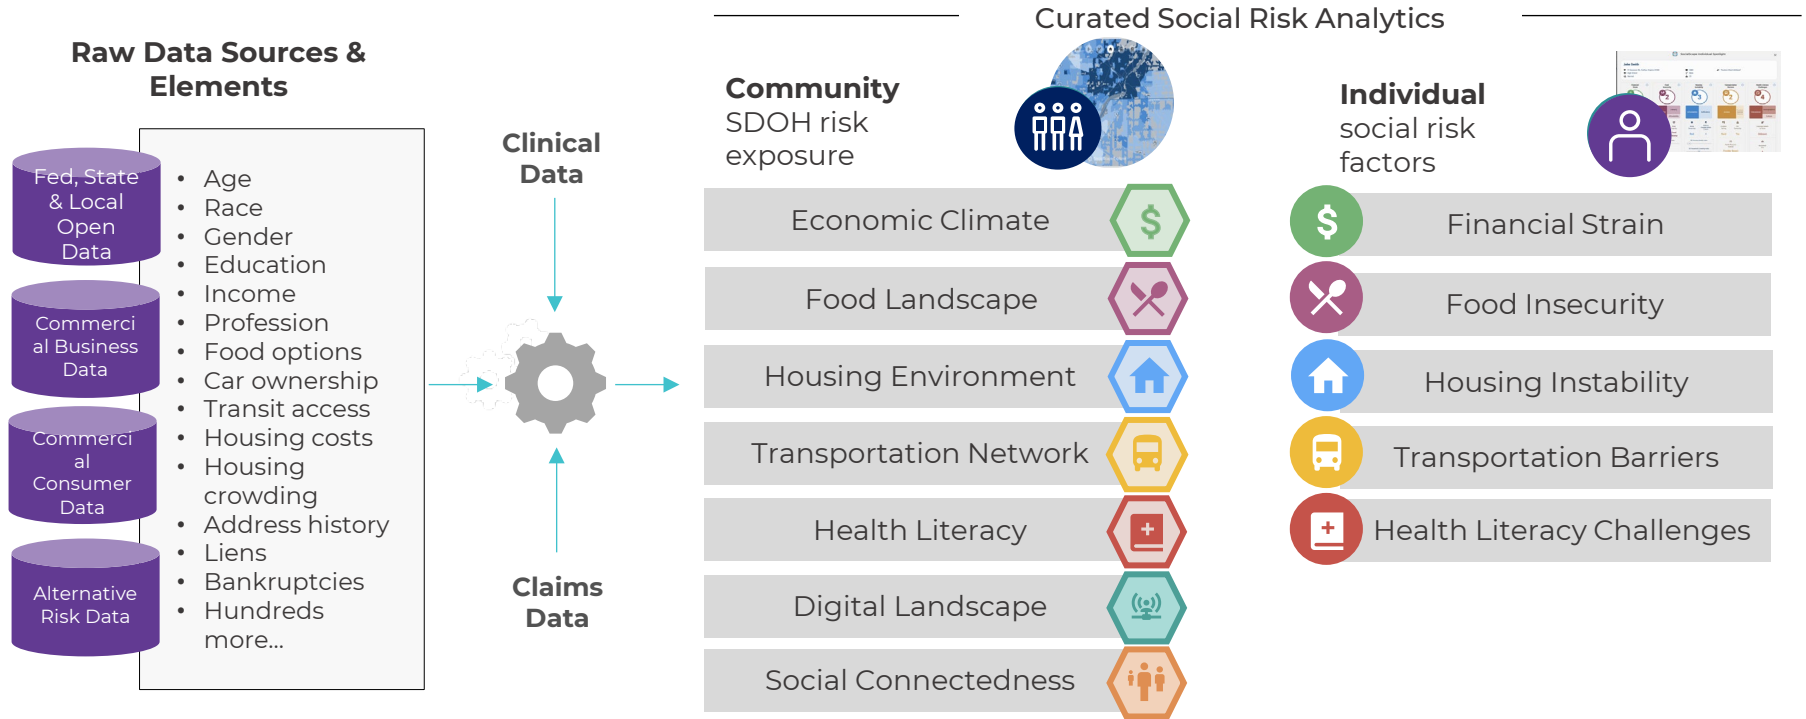 Curated Social Risk Analytics
Raw Data Sources &
Elements
Fed, State
& Local
Open
Data
Commerci
al Business
Data
Commerci
al
Consumer
Data
Alternative
Risk Data
• Age
• Race
• Gender
• Education
• Income
• Profession
• Food options
• Car ownership
• Transit access
• Housing costs
• Housing
crowding
• Address history
• Liens
• Bankruptcies
• Hundreds
more...
Clinical
Data
Claims
Data
Community
SDOH risk
exposure
Economic Climate
Food Landscape
Housing Environment
Transportation Network
Health Literacy
Digital Landscape
Social Connectedness
Individual
social risk
factors
2
3
2
4
Financial Strain
Food Insecurity
Housing Instability
Transportation Barriers
Health Literacy Challenges